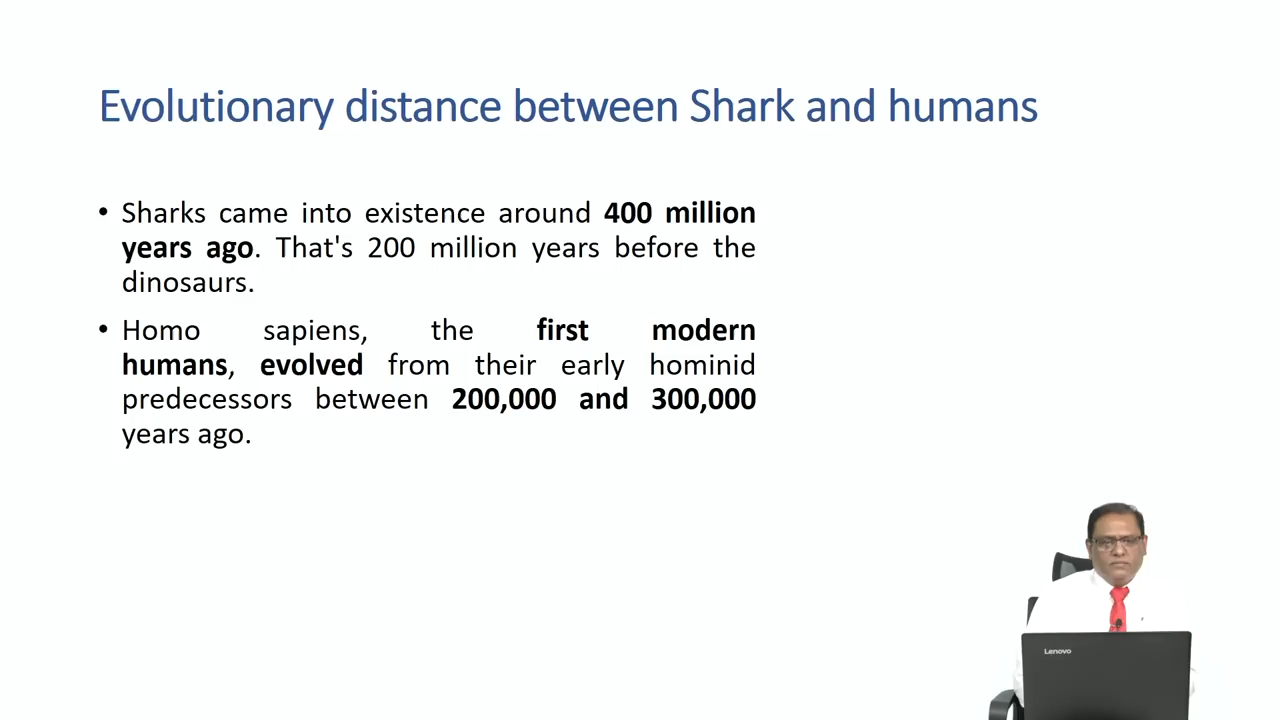 Evolutionary distance between Shark and humans
• Sharks came into existence around 400 million
years ago. That's 200 million years before the
dinosaurs.
• Homo sapiens, the first modern
humans, evolved from their early hominid
predecessors between 200,000 and 300,000
years ago.
Lenovo